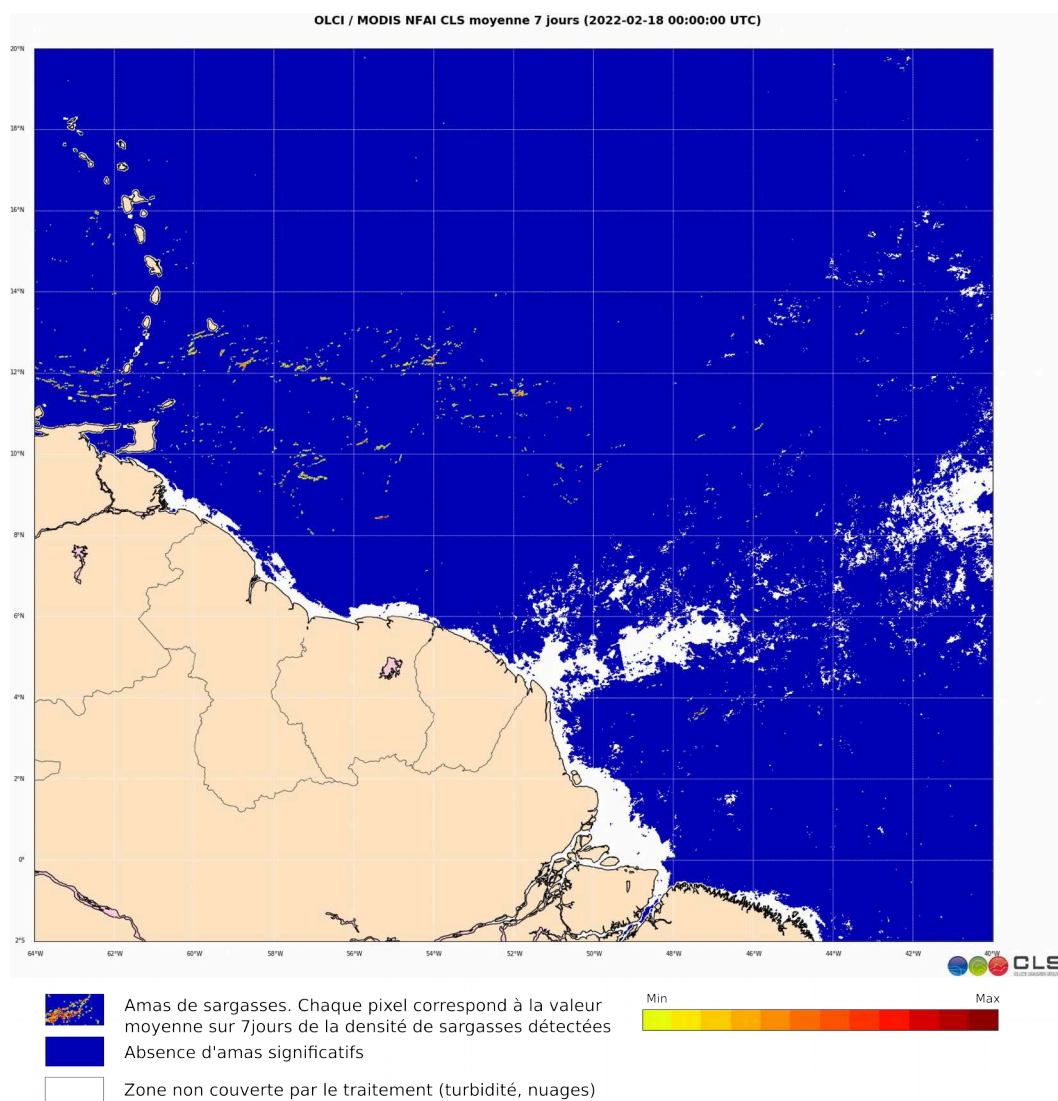 OLCI / MODIS NFAI CLS moyenne 7 jours (2022-02-18 00:00:00 UTC)
20°N
18°N
16°N
14°N
12°N
10°N
8°N
6°N
4°N
2°N
0°
2°S
64°W 62°W 60°W 58°W 56°W 54°W 52°W 50°W 48°W 46°W 44°W 42°W 40°W
CLS
Amas de sargasses. Chaque pixel correspond à la valeur
moyenne sur 7jours de la densité de sargasses détectées
Min Max
Absence d'amas significatifs
Zone non couverte par le traitement (turbidité, nuages)